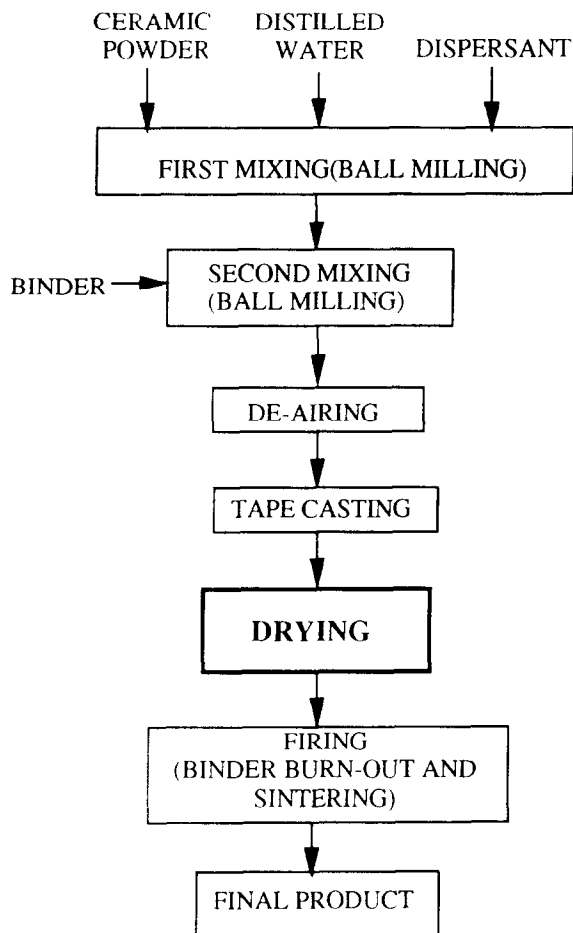 CERAMIC
POWDER
DISTILLED
WATER
DISPERSANT
FIRST MIXING(BALL MILLING)
BINDER
SECOND MIXING
(BALL MILLING)
DE-AIRING
TAPE CASTING
DRYING
FIRING
(BINDER BURN-OUT AND
SINTERING)
FINAL PRODUCT